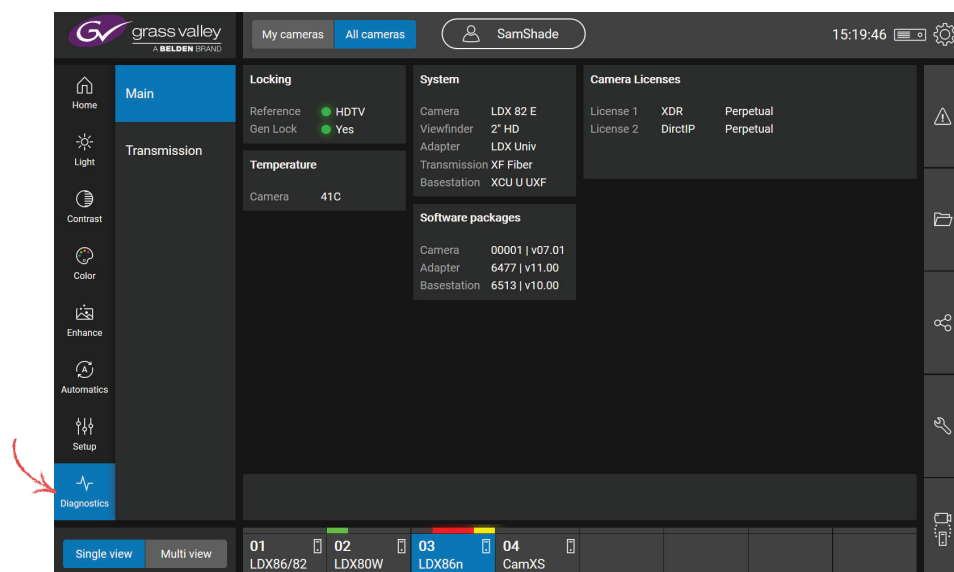 GV grass valley
A BELDEN BRAND
My cameras All cameras
SamShade
15:19:46
Home
Light
Contrast
Color
Enhance
A
Automatics
Setup
Diagnostics
Main
Transmission
Locking
Reference HDTV
Gen Lock Yes
Temperature
Camera 41C
System
Camera LDX 82 E
Viewfinder 2" HD
Adapter LDX Univ
Transmission XF Fiber
Basestation XCU U UXF
Software packages
Camera 00001 | v07.01
Adapter 6477 | v11.00
Basestation 6513 | v10.00
Camera Licenses
License 1 XDR Perpetual
License 2 DirctIP Perpetual
Single view Multi view
01 02 03 04
LDX86/82 LDX80W LDX86n CamXS